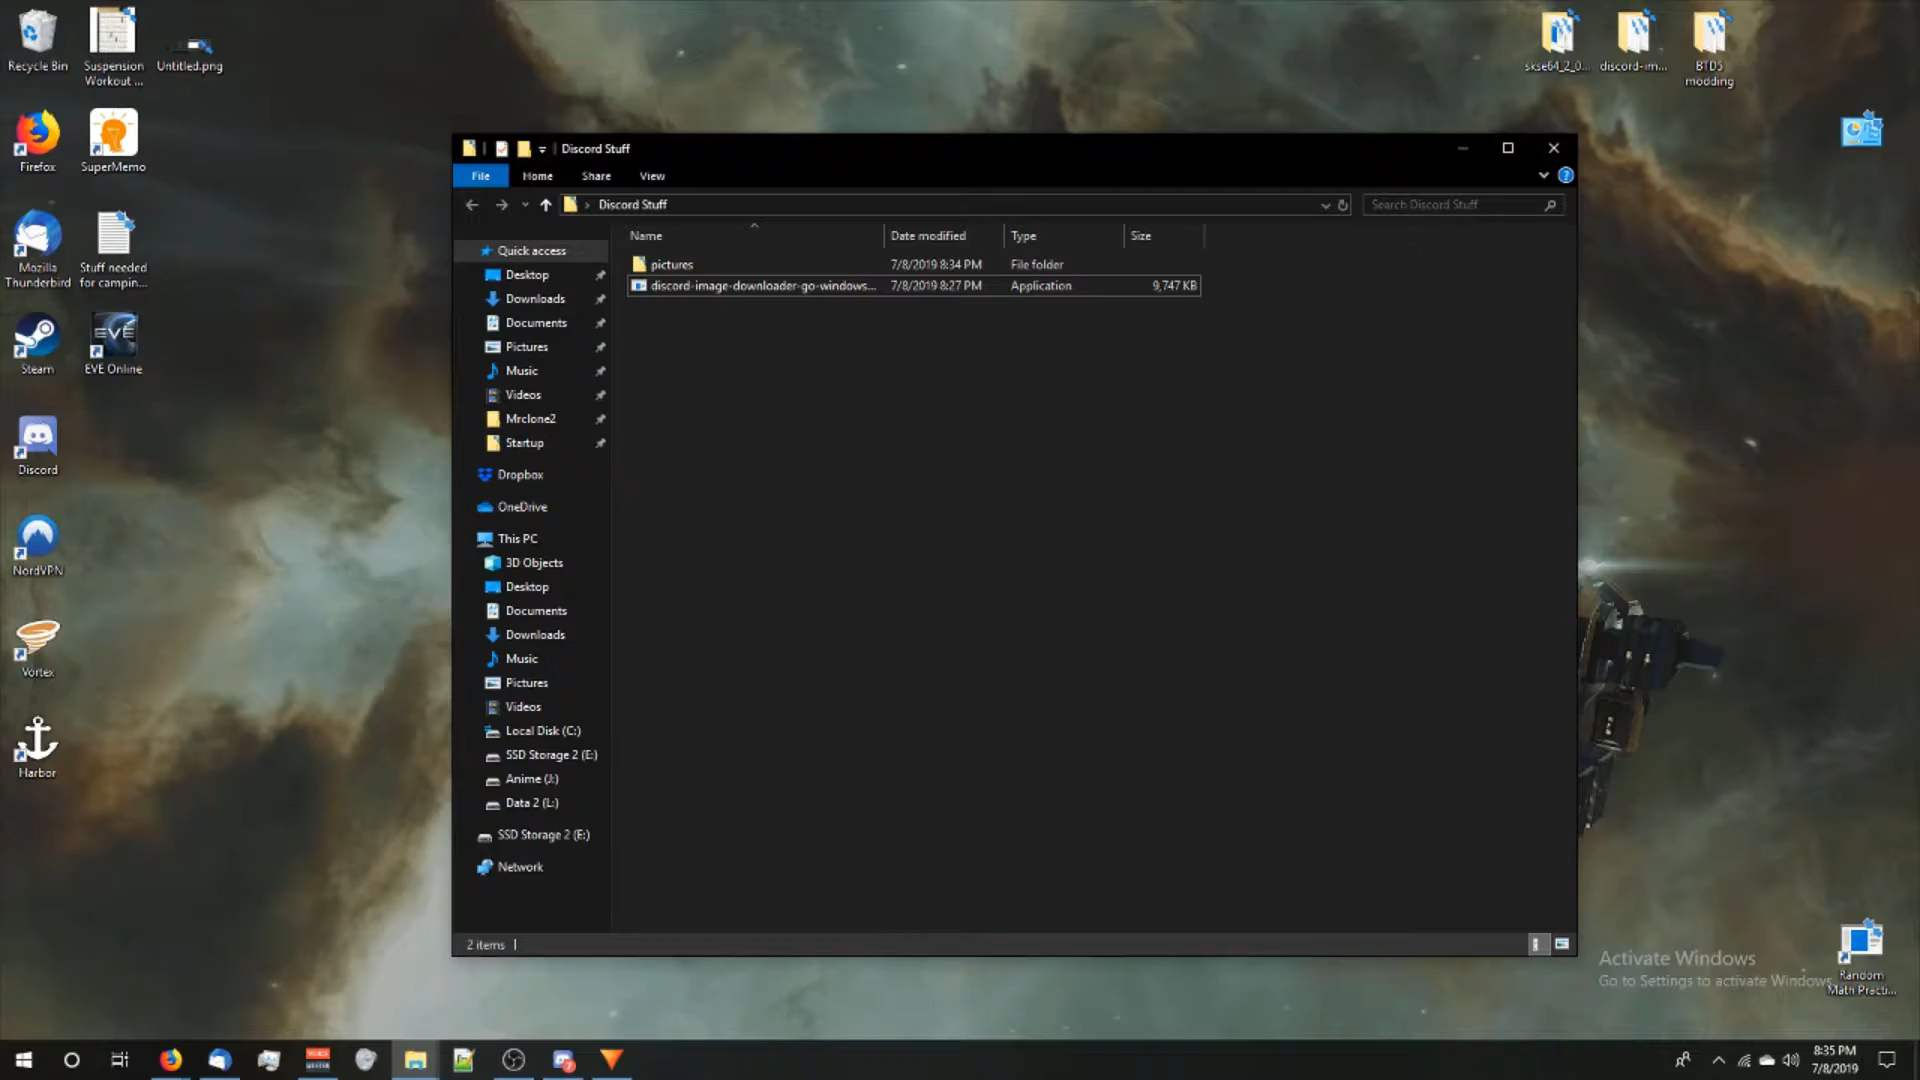 Recycle Bin
Suspension
Workout ...
Untitled.png
skse64_2_0...
discord-im...
BTD5
modding
Firefox
SuperMemo
Mozilla
Thunderbird
Stuff needed
for campin...
Steam
EVE
EVE Online
Discord
NordVPN
Vortex
Harbor
Discord Stuff
File
Home
Share
View
Discord Stuff
Search Discord Stuff
Name
Date modified
Type
Size
pictures
7/8/2019 8:34 PM
File folder
discord-image-downloader-go-windows...
7/8/2019 8:27 PM
Application
9,747 KB
Quick access
Desktop
Downloads
Documents
Pictures
Music
Videos
Mrclone2
Startup
Dropbox
OneDrive
This PC
3D Objects
Desktop
Documents
Downloads
Music
Pictures
Videos
Local Disk (C:)
SSD Storage 2 (E:)
Anime (J:)
Data 2 (L:)
SSD Storage 2 (E:)
Network
2 items
Activate Windows
Go to Settings to activate Windows.
Random
Math Practi...
8:35 PM
7/8/2019